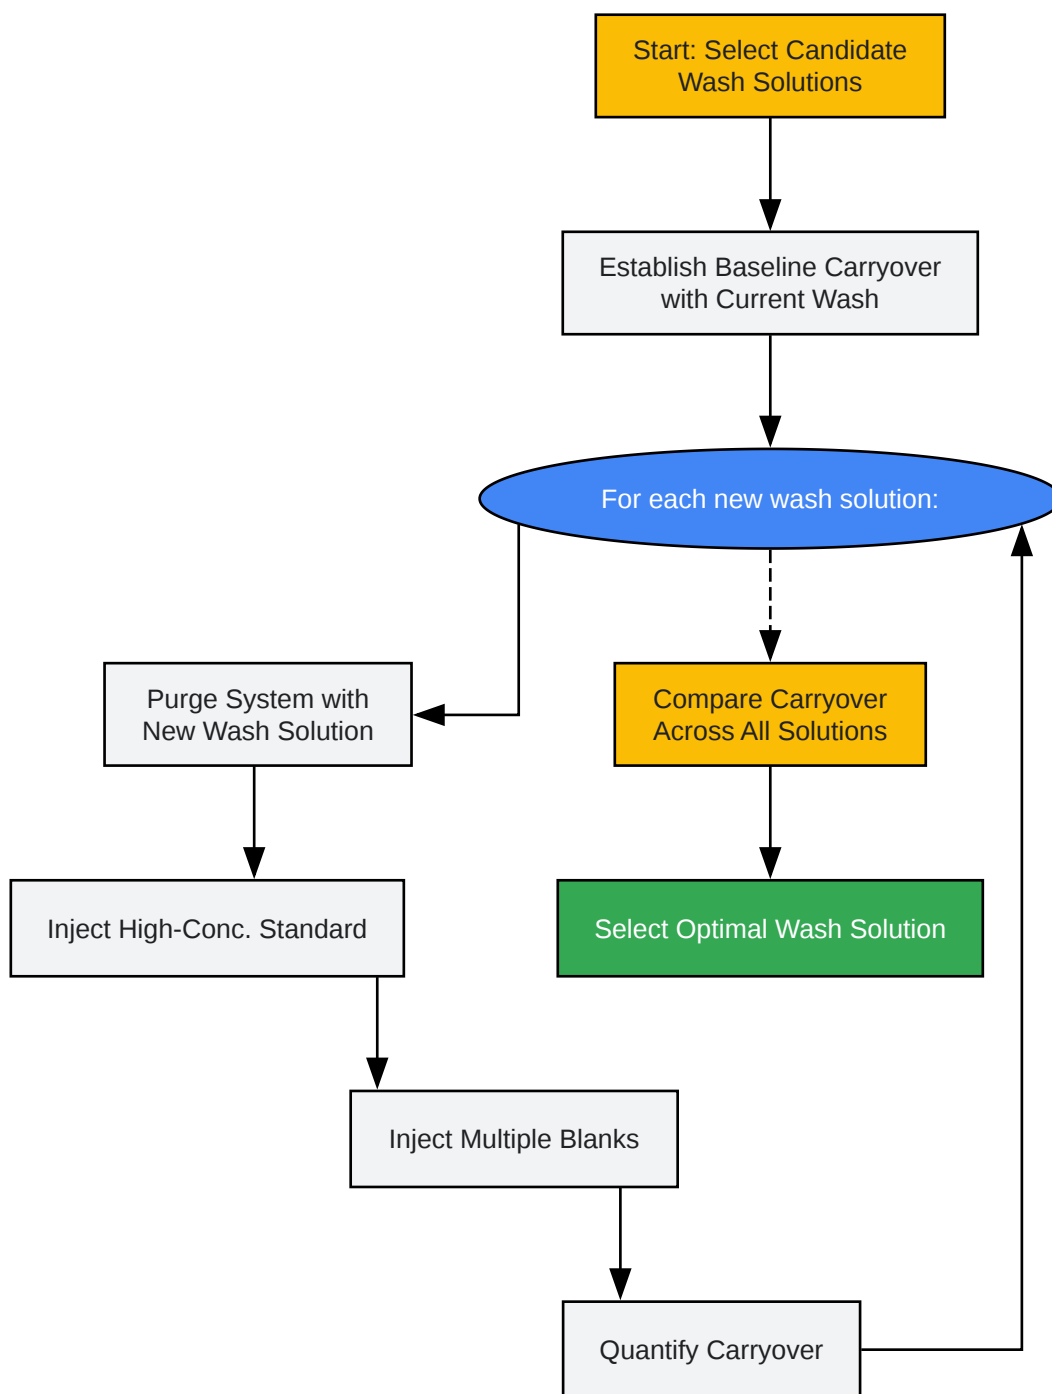 Start: Select Candidate
Wash Solutions
Establish Baseline Carryover
with Current Wash
For each new wash solution:
Purge System with
New Wash Solution
Compare Carryover
Across All Solutions
Inject High-Conc. Standard
Select Optimal Wash Solution
Inject Multiple Blanks
Quantify Carryover